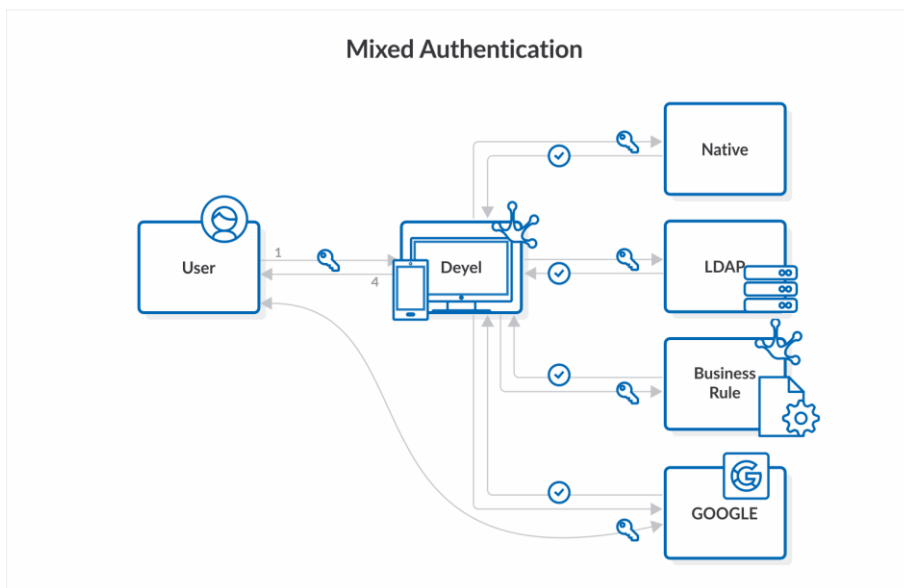 Mixed Authentication
Native
User
1
4
Deyel
LDAP
Business
Rule
GOOGLE